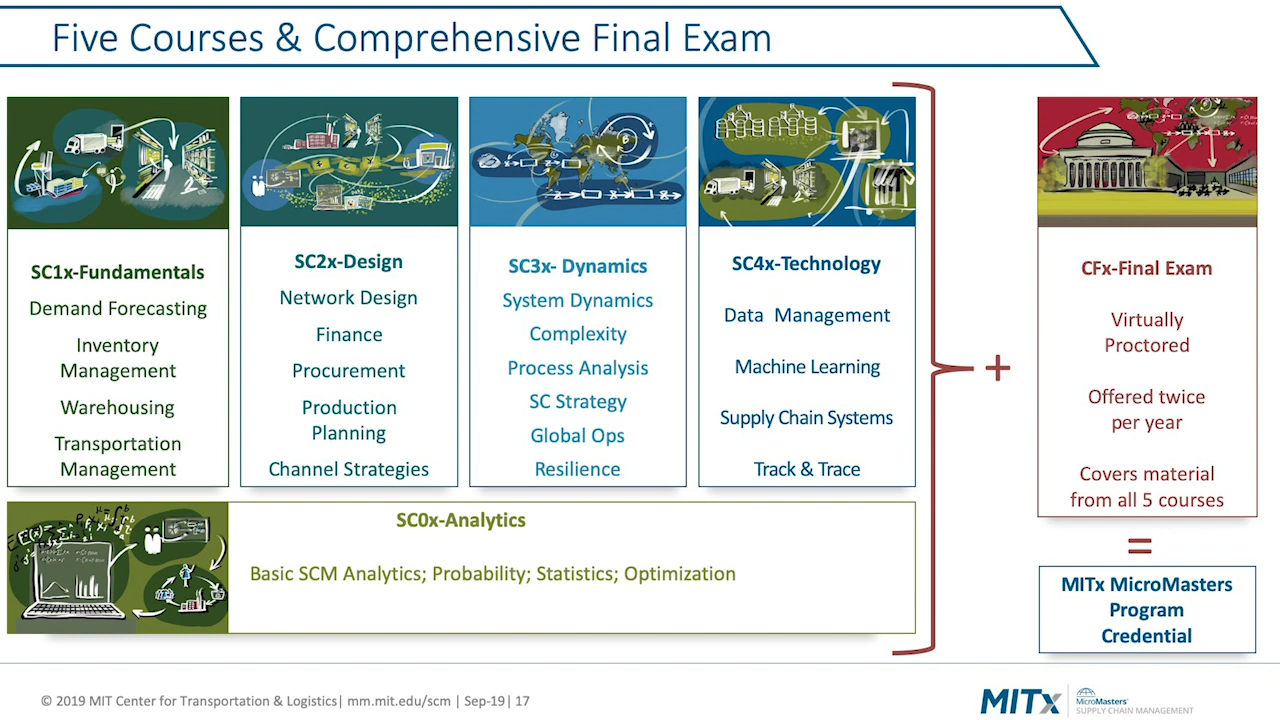 Five Courses & Comprehensive Final Exam
SC1x-Fundamentals
Demand Forecasting
Inventory
Management
Warehousing
Transportation
Management
SC2x-Design
Network Design
Finance
Procurement
Production
Planning
Channel Strategies
SC3x- Dynamics
System Dynamics
Complexity
Process Analysis
SC Strategy
Global Ops
Resilience
SC4x-Technology
Data  Management
Machine Learning
Supply Chain Systems
Track & Trace
SC0x-Analytics
Basic SCM Analytics; Probability; Statistics; Optimization
+
CFx-Final Exam
Virtually
Proctored
Offered twice
per year
Covers material
from all 5 courses
=
MITx MicroMasters
Program
Credential
© 2019 MIT Center for Transportation & Logistics| mm.mit.edu/scm | Sep-19| 17
MITx
MicroMasters
SUPPLY CHAIN MANAGEMENT